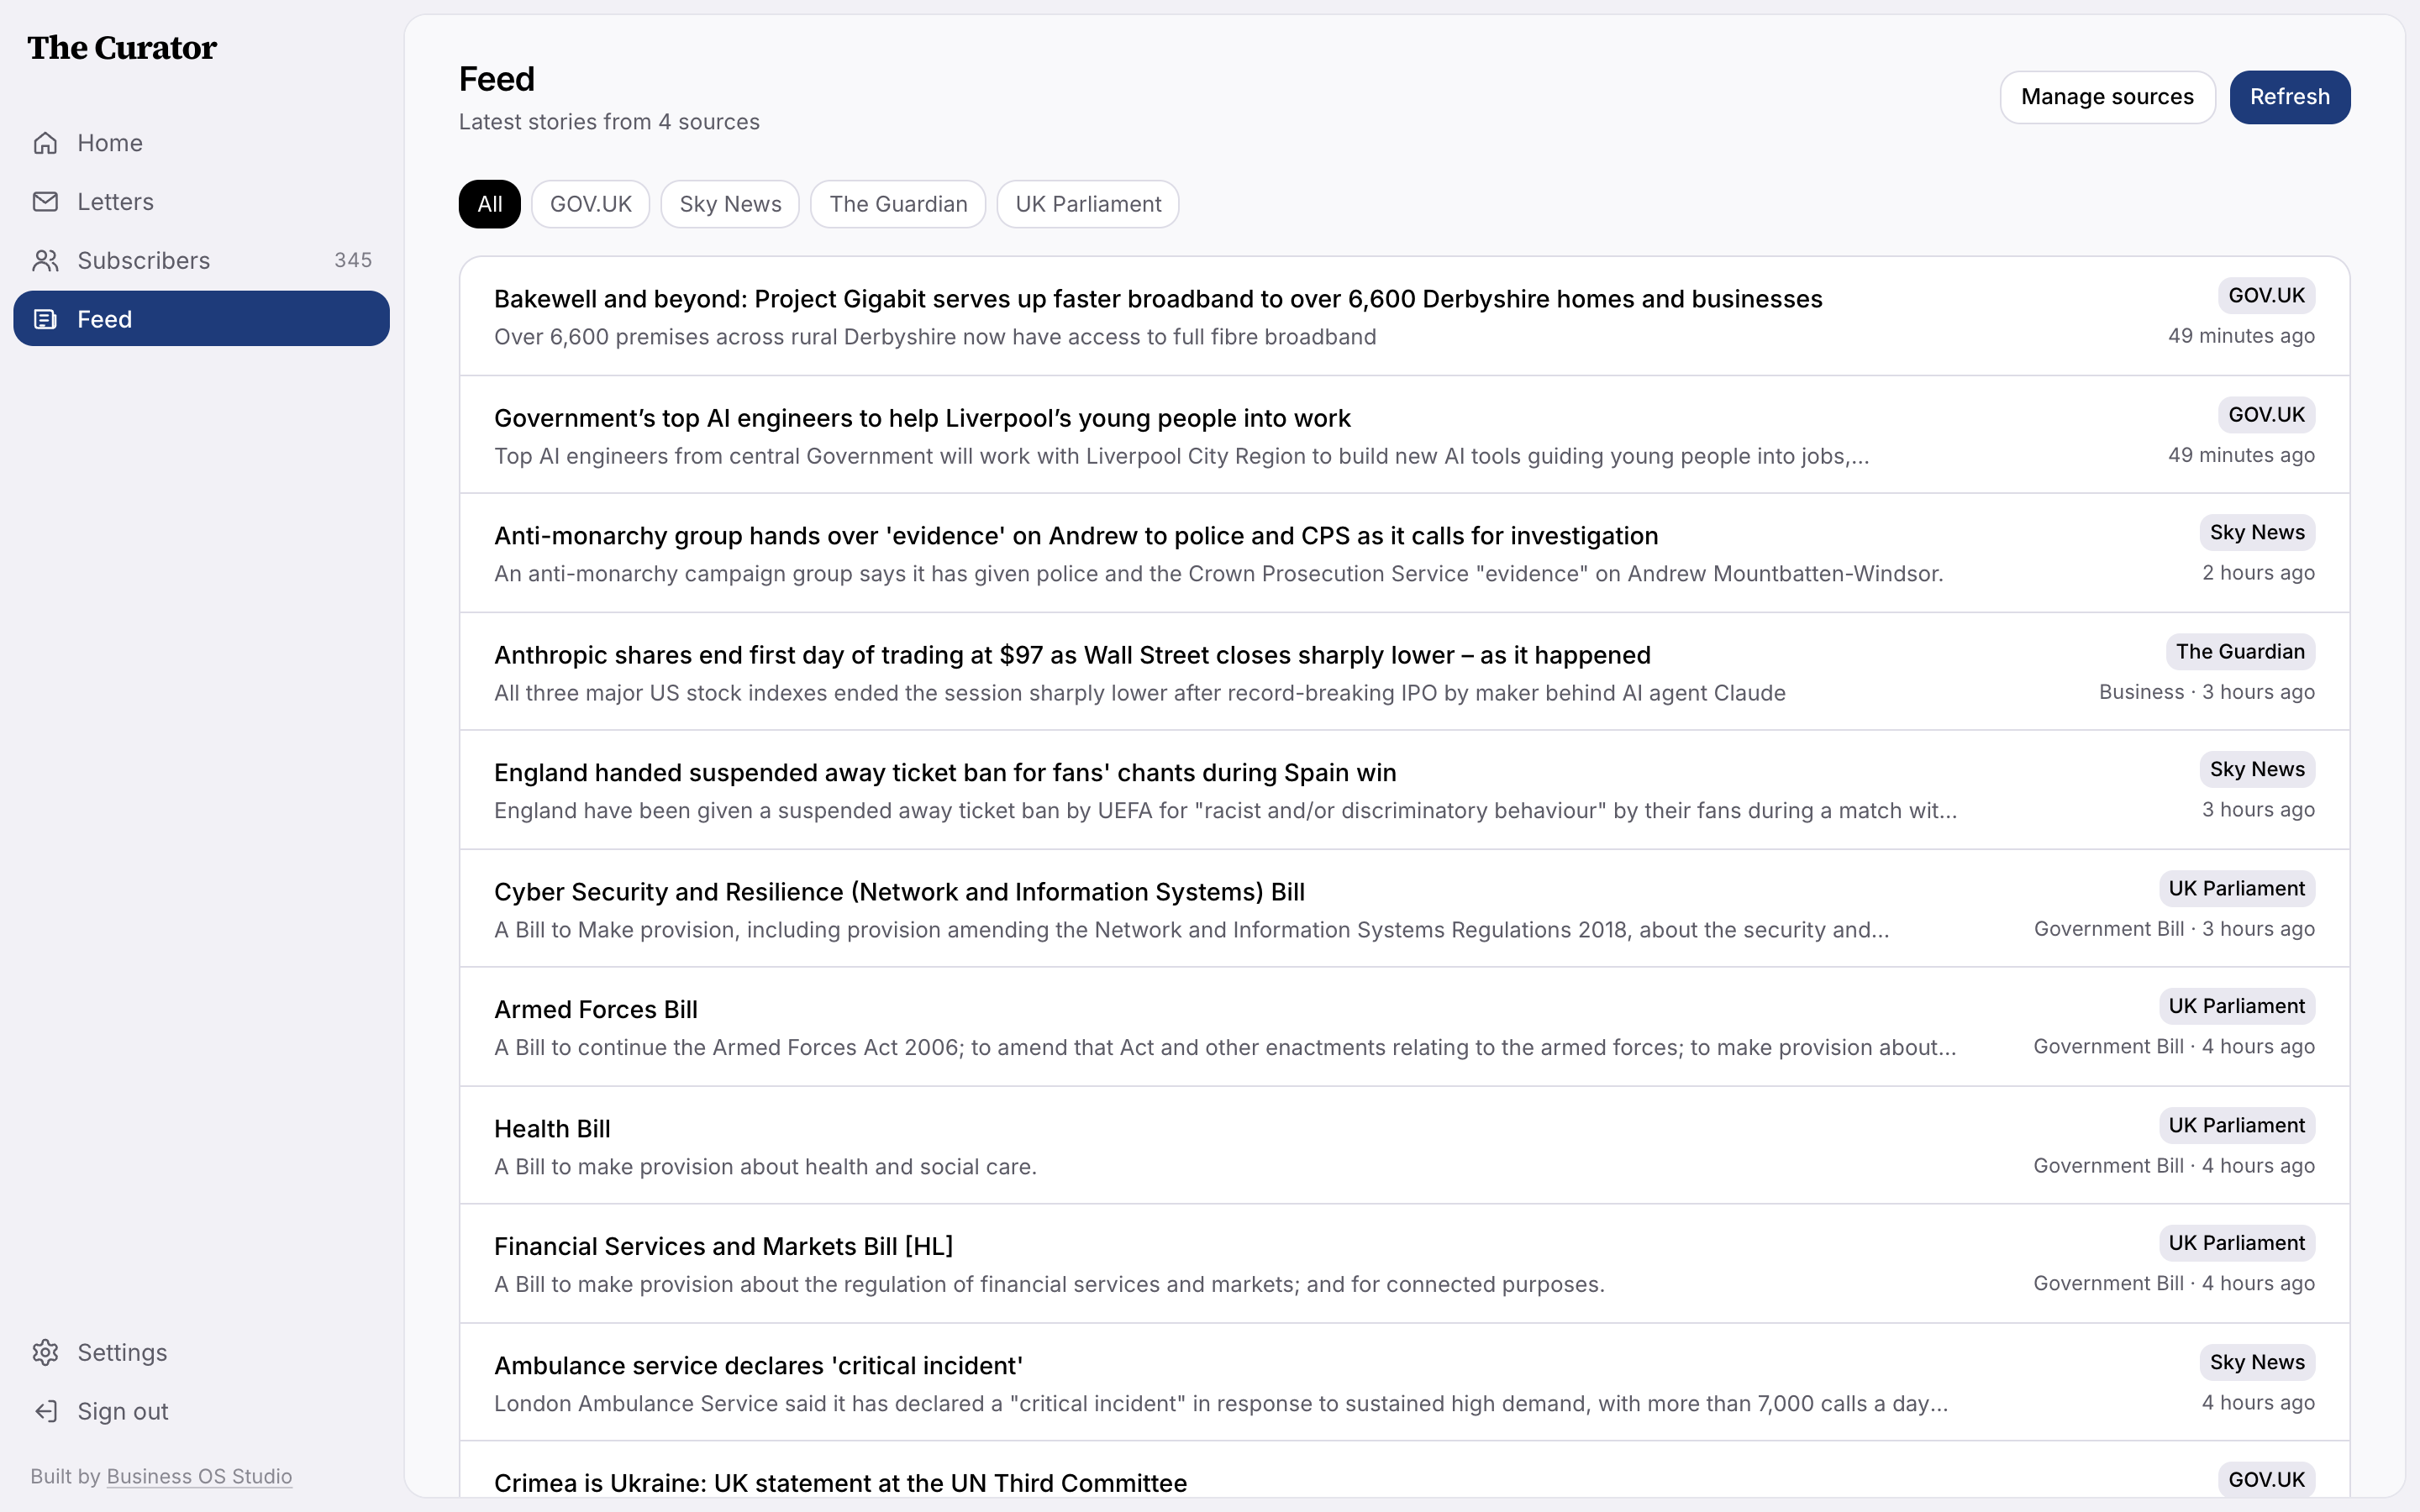 The Curator
Home
Letters
Subscribers 345
Feed
Settings
Sign out
Built by Business OS Studio
Feed
Latest stories from 4 sources
Manage sources
Refresh
All
GOV.UK
Sky News
The Guardian
UK Parliament
Bakewell and beyond: Project Gigabit serves up faster broadband to over 6,600 Derbyshire homes and businesses
Over 6,600 premises across rural Derbyshire now have access to full fibre broadband
GOV.UK
49 minutes ago
Government’s top AI engineers to help Liverpool’s young people into work
Top AI engineers from central Government will work with Liverpool City Region to build new AI tools guiding young people into jobs,...
GOV.UK
49 minutes ago
Anti-monarchy group hands over 'evidence' on Andrew to police and CPS as it calls for investigation
An anti-monarchy campaign group says it has given police and the Crown Prosecution Service "evidence" on Andrew Mountbatten-Windsor.
Sky News
2 hours ago
Anthropic shares end first day of trading at $97 as Wall Street closes sharply lower – as it happened
All three major US stock indexes ended the session sharply lower after record-breaking IPO by maker behind AI agent Claude
The Guardian
Business · 3 hours ago
England handed suspended away ticket ban for fans' chants during Spain win
England have been given a suspended away ticket ban by UEFA for "racist and/or discriminatory behaviour" by their fans during a match wit...
Sky News
3 hours ago
Cyber Security and Resilience (Network and Information Systems) Bill
A Bill to Make provision, including provision amending the Network and Information Systems Regulations 2018, about the security and...
UK Parliament
Government Bill · 3 hours ago
Armed Forces Bill
A Bill to continue the Armed Forces Act 2006; to amend that Act and other enactments relating to the armed forces; to make provision about...
UK Parliament
Government Bill · 4 hours ago
Health Bill
A Bill to make provision about health and social care.
UK Parliament
Government Bill · 4 hours ago
Financial Services and Markets Bill [HL]
A Bill to make provision about the regulation of financial services and markets; and for connected purposes.
UK Parliament
Government Bill · 4 hours ago
Ambulance service declares 'critical incident'
London Ambulance Service said it has declared a "critical incident" in response to sustained high demand, with more than 7,000 calls a day...
Sky News
4 hours ago
Crimea is Ukraine: UK statement at the UN Third Committee
GOV.UK